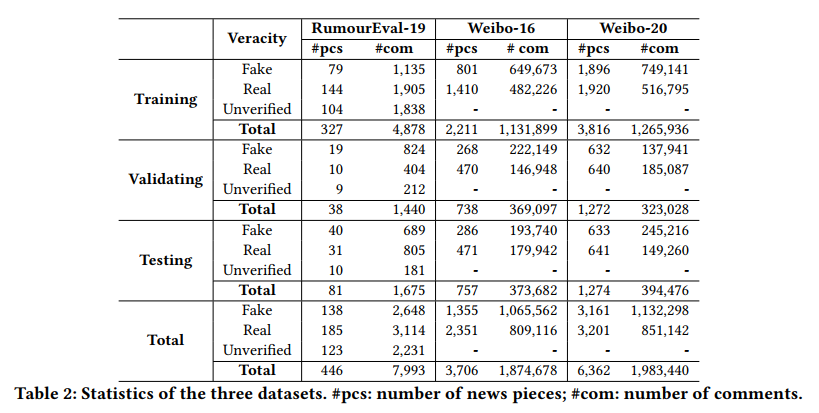 Veracity RumourEval-19 Weibo-16 Weibo-20
#pcs #com #pcs # com #pcs #com
Training
Fake 79 1,135 801 649,673 1,896 749,141
Real 144 1,905 1,410 482,226 1,920 516,795
Unverified 104 1,838 - - - -
Total 327 4,878 2,211 1,131,899 3,816 1,265,936
Validating
Fake 19 824 268 222,149 632 137,941
Real 10 404 470 146,948 640 185,087
Unverified 9 212 - - - -
Total 38 1,440 738 369,097 1,272 323,028
Testing
Fake 40 689 286 193,740 633 245,216
Real 31 805 471 179,942 641 149,260
Unverified 10 181 - - - -
Total 81 1,675 757 373,682 1,274 394,476
Total
Fake 138 2,648 1,355 1,065,562 3,161 1,132,298
Real 185 3,114 2,351 809,116 3,201 851,142
Unverified 123 2,231 - - - -
Total 446 7,993 3,706 1,874,678 6,362 1,983,440
Table 2: Statistics of the three datasets. #pcs: number of news pieces; #com: number of comments.